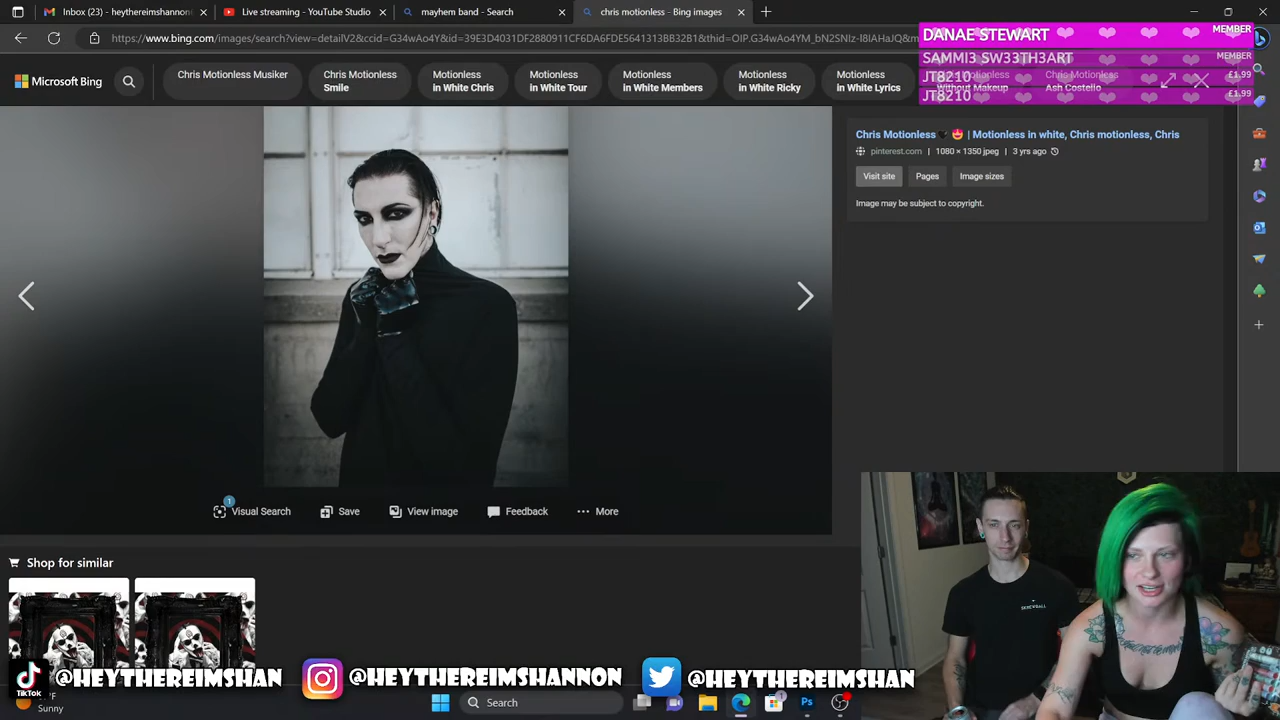 Inbox (23) - heythereimshannon
Live streaming - YouTube Studio
mayhem band - Search
chris motionless - Bing images
https://www.bing.com/images/search?view=detailV2&ccid=G34wAo4Y&id=39E3D403
Microsoft Bing
Chris Motionless Musiker
Chris Motionless
Smile
Motionless
in White Chris
Motionless
in White Tour
Motionless
in White Members
Motionless
in White Ricky
Motionless
in White Lyrics
Without Makeup
Chris Motionless
Ash Costello
DANAE STEWART
MEMBER
SAMMI3 SW33TH3ART
MEMBER
JT8210
£1.99
JT8210
£1.99
Chris Motionless 🖤 😍 | Motionless in white, Chris motionless, Chris
pinterest.com | 1080 × 1350 jpeg | 3 yrs ago
Visit site
Pages
Image sizes
Image may be subject to copyright.
1
Visual Search
Save
View image
Feedback
More
Shop for similar
SKREWBALL
TikTok
@HEYTHEREIMSHAN
@HEYTHEREIMSHANNON
@HEYTHEREIMSHAN
Sunny
Search
Ps